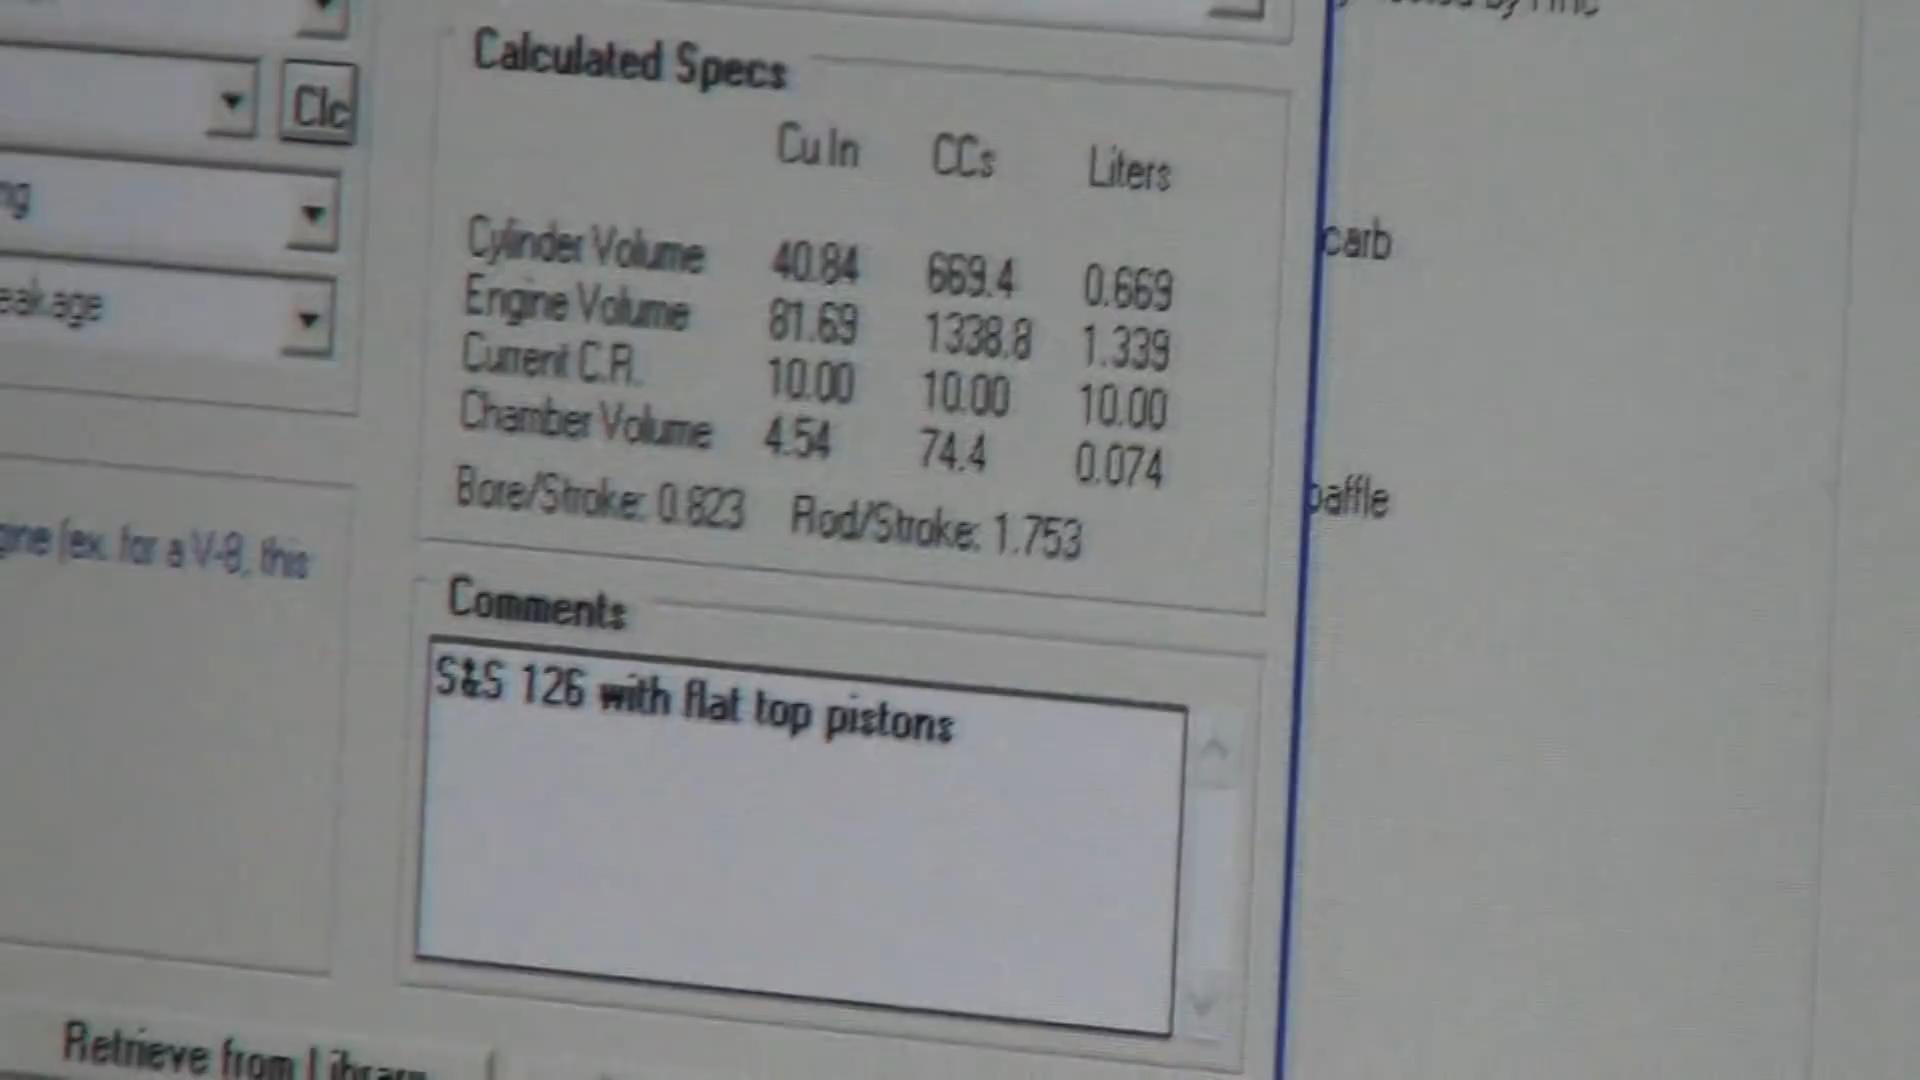 Calculated Specs
Clc
Cu In CCs Liters
ng
Cylinder Volume 40.84 669.4 0.669
carb
Engine Volume 81.69 1338.8 1.339
eakage
Current C.R. 10.00 10.00 10.00
Chamber Volume 4.54 74.4 0.074
Bore/Stroke: 0.823 Rod/Stroke: 1.753
baffle
gine (ex. for a V-8, this
Comments
S&S 126 with flat top pistons
Retrieve from Library